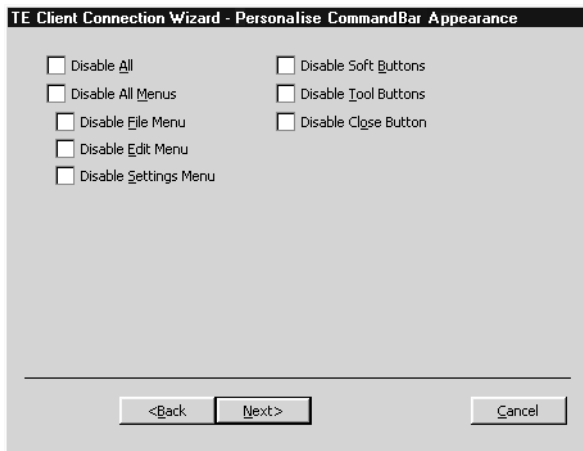 TE Client Connection Wizard - Personalise CommandBar Appearance
Disable All
Disable All Menus
Disable File Menu
Disable Edit Menu
Disable Settings Menu
Disable Soft Buttons
Disable Tool Buttons
Disable Close Button
<Back
Next>
Cancel